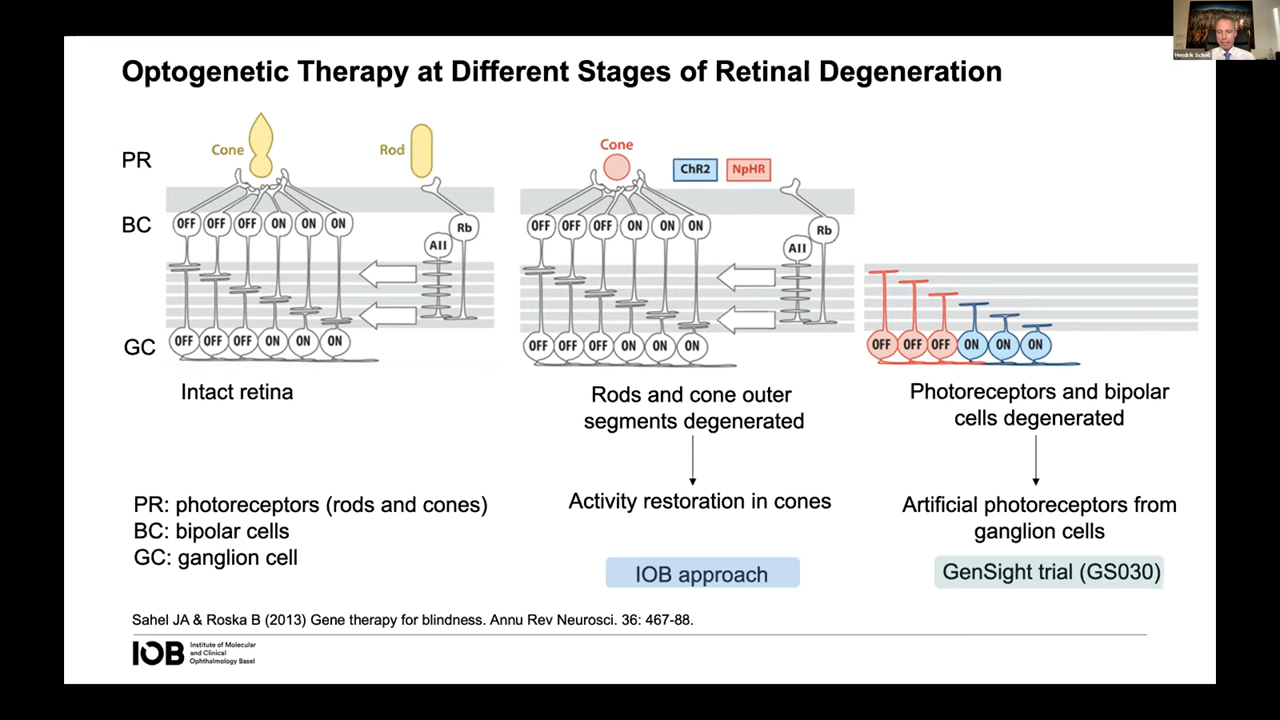 Hendrik Scholl
Optogenetic Therapy at Different Stages of Retinal Degeneration
PR
BC
GC
Cone
Rod
OFF OFF OFF ON ON ON
Rb
AII
OFF OFF OFF ON ON ON
Intact retina
Cone
ChR2
NpHR
OFF OFF OFF ON ON ON
Rb
AII
OFF OFF OFF ON ON ON
Rods and cone outer
segments degenerated
Activity restoration in cones
IOB approach
OFF OFF OFF ON ON ON
Photoreceptors and bipolar
cells degenerated
Artificial photoreceptors from
ganglion cells
GenSight trial (GS030)
PR: photoreceptors (rods and cones)
BC: bipolar cells
GC: ganglion cell
Sahel JA & Roska B (2013) Gene therapy for blindness. Annu Rev Neurosci. 36: 467-88.
IOB
Institute of Molecular
and Clinical
Ophthalmology Basel